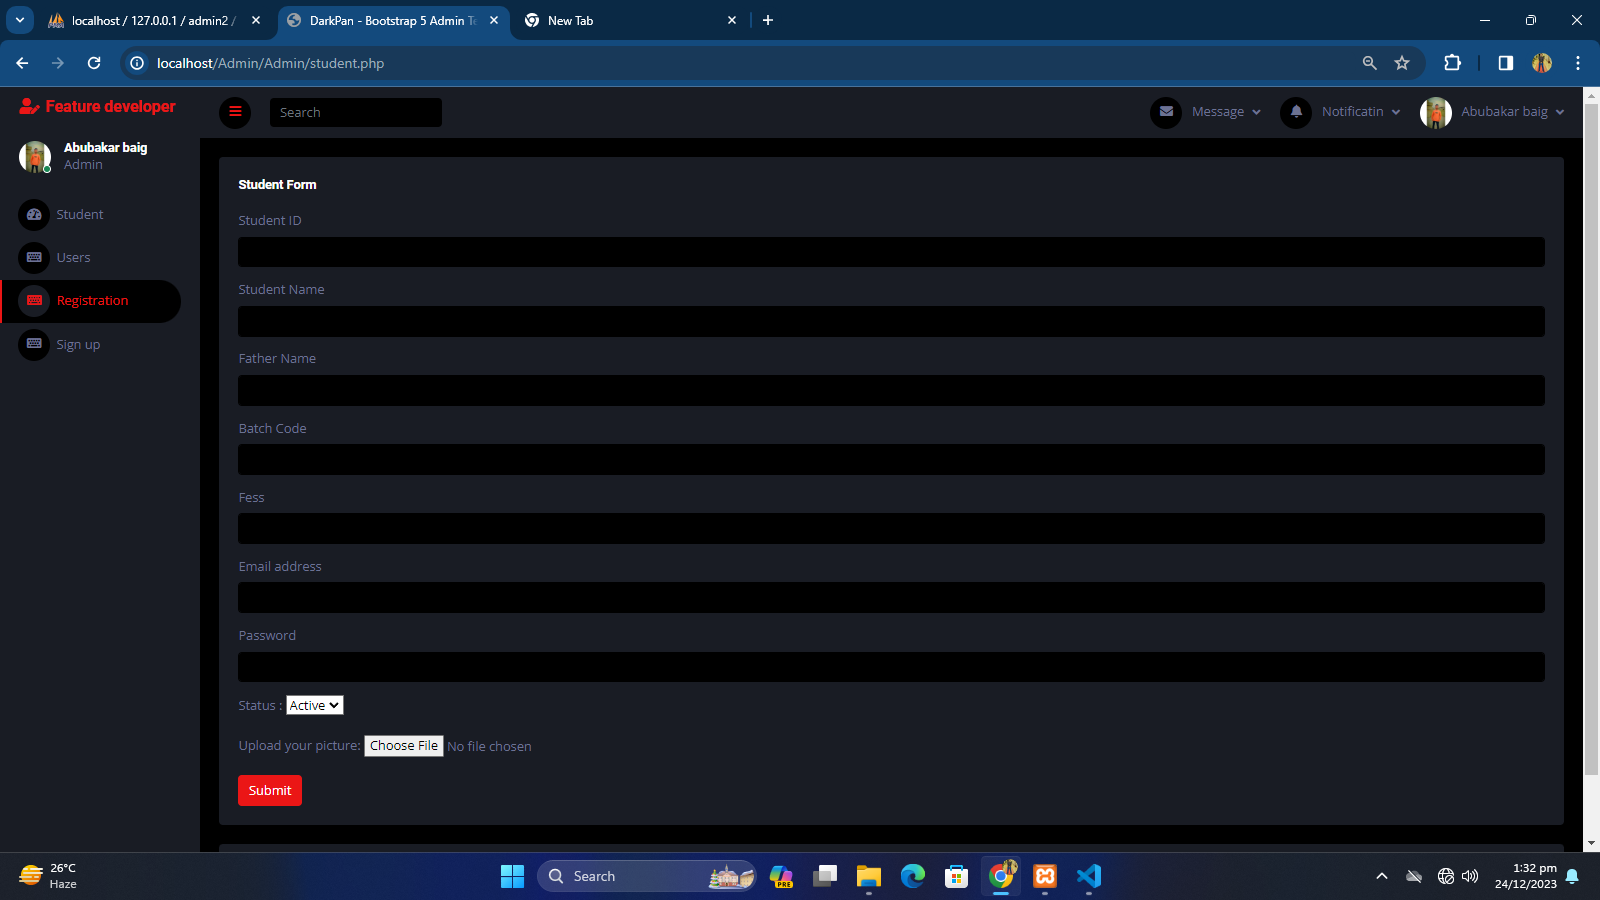 localhost / 127.0.0.1 / admin2 /
DarkPan - Bootstrap 5 Admin Te
New Tab
localhost/Admin/Admin/student.php
Feature developer
Search
Message
Notificatin
Abubakar baig
Abubakar baig
Admin
Student
Users
Registration
Sign up
Student Form
Student ID
Student Name
Father Name
Batch Code
Fess
Email address
Password
Status : Active
Upload your picture: Choose File No file chosen
Submit
26°C
Haze
Search
PRE
1:32 pm
24/12/2023